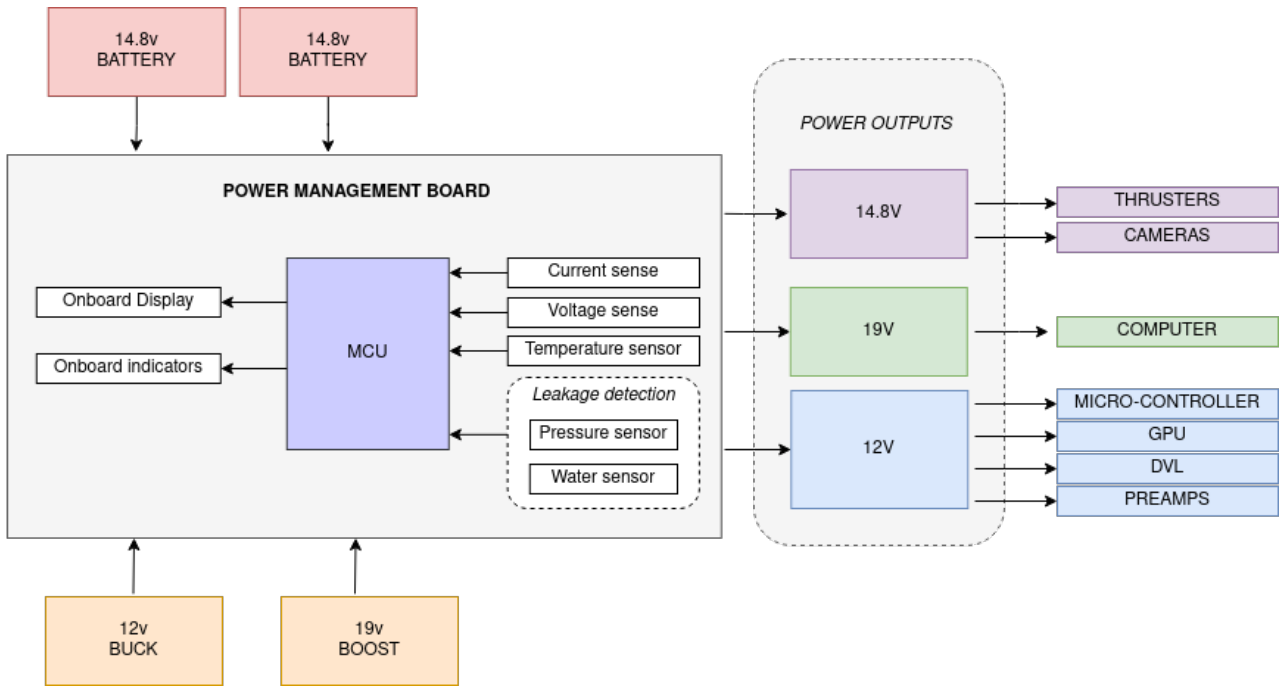 14.8v
BATTERY
14.8v
BATTERY
POWER MANAGEMENT BOARD
Onboard Display
Onboard indicators
MCU
Current sense
Voltage sense
Temperature sensor
Leakage detection
Pressure sensor
Water sensor
POWER OUTPUTS
14.8V
19V
12V
THRUSTERS
CAMERAS
COMPUTER
MICRO-CONTROLLER
GPU
DVL
PREAMPS
12v
BUCK
19v
BOOST